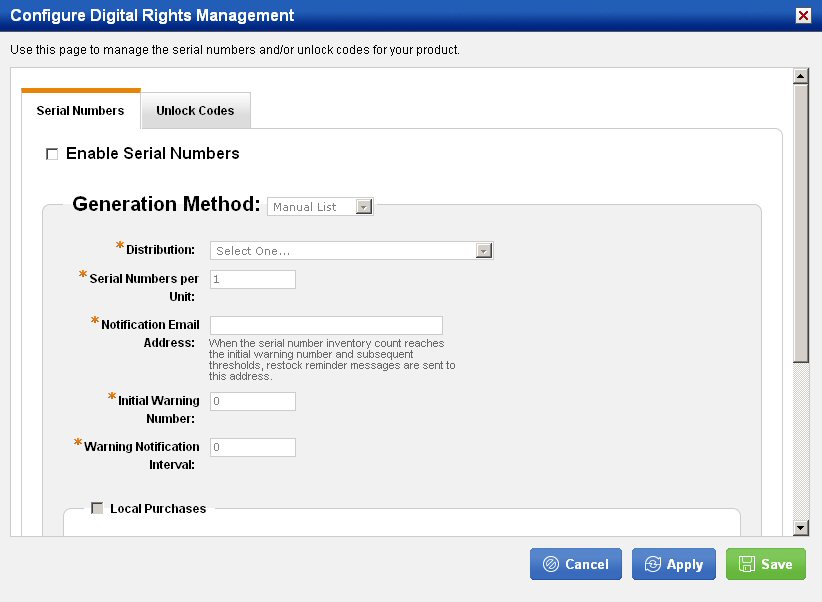 Configure Digital Rights Management
Use this page to manage the serial numbers and/or unlock codes for your product.
Serial Numbers
Unlock Codes
Enable Serial Numbers
Generation Method: Manual List
*Distribution: Select One...
*Serial Numbers per 1
Unit:
*Notification Email
Address:
When the serial number inventory count reaches
the initial warning number and subsequent
thresholds, restock reminder messages are sent to
this address.
*Initial Warning 0
Number:
*Warning Notification 0
Interval:
Local Purchases
Cancel
Apply
Save